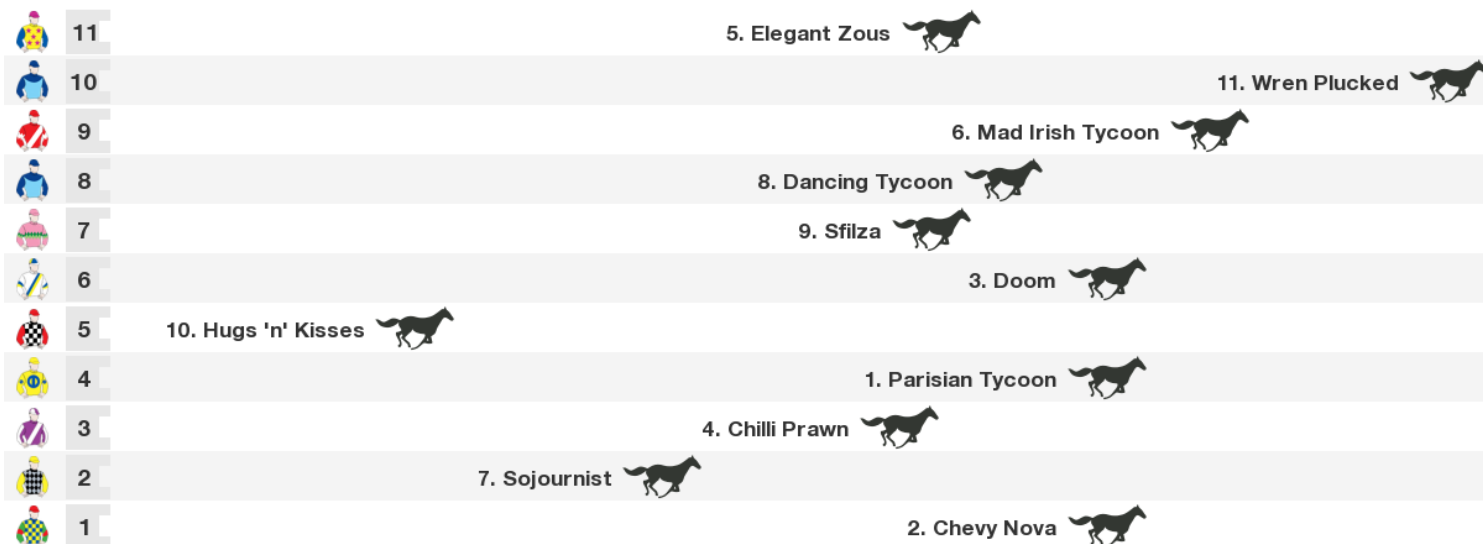 11 5. Elegant Zous
10 11. Wren Plucked
9 6. Mad Irish Tycoon
8 8. Dancing Tycoon
7 9. Sfilza
6 3. Doom
5 10. Hugs 'n' Kisses
4 1. Parisian Tycoon
3 4. Chilli Prawn
2 7. Sojournist
1 2. Chevy Nova